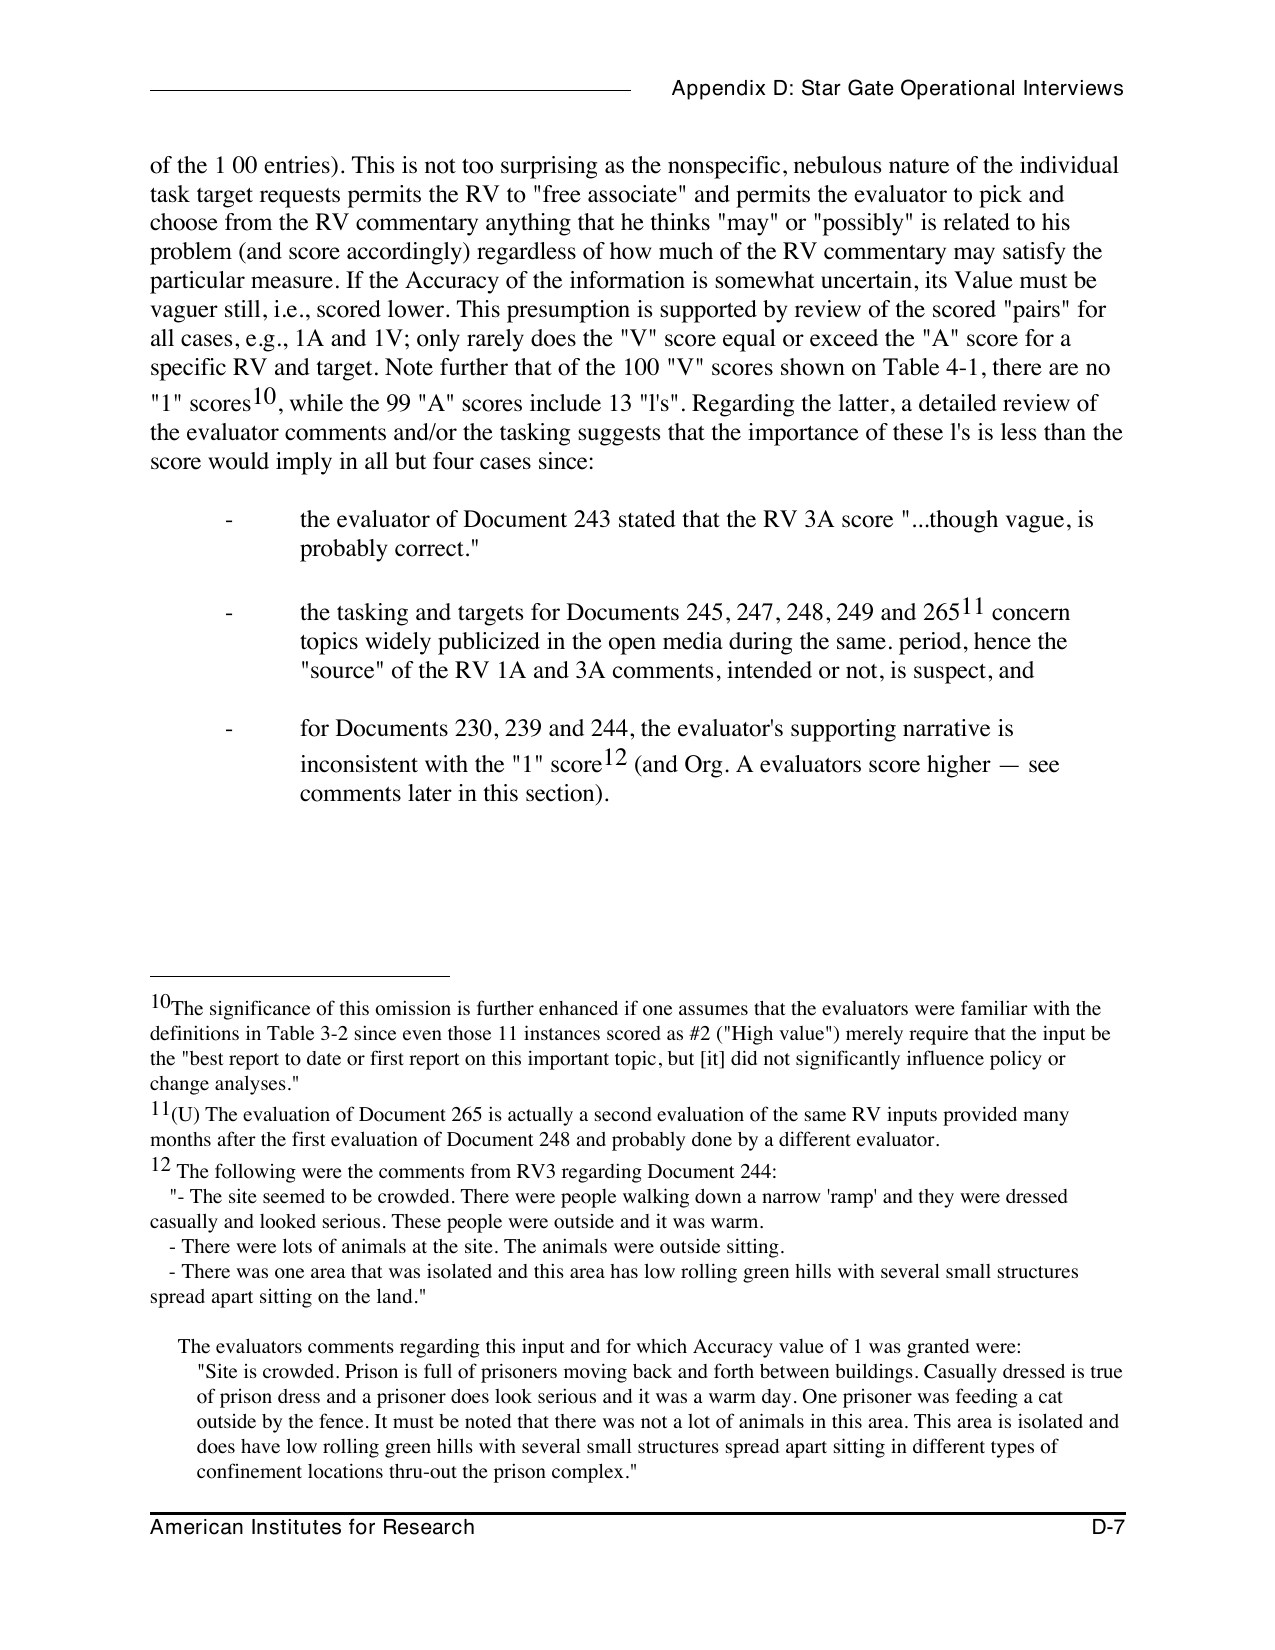 Appendix D: Star Gate Operational Interviews
of the 1 00 entries). This is not too surprising as the nonspecific, nebulous nature of the individual
task target requests permits the RV to "free associate" and permits the evaluator to pick and
choose from the RV commentary anything that he thinks "may" or "possibly" is related to his
problem (and score accordingly) regardless of how much of the RV commentary may satisfy the
particular measure. If the Accuracy of the information is somewhat uncertain, its Value must be
vaguer still, i.e., scored lower. This presumption is supported by review of the scored "pairs" for
all cases, e.g., 1A and 1V; only rarely does the "V" score equal or exceed the "A" score for a
specific RV and target. Note further that of the 100 "V" scores shown on Table 4-1, there are no
"1" scores10, while the 99 "A" scores include 13 "l's". Regarding the latter, a detailed review of
the evaluator comments and/or the tasking suggests that the importance of these l's is less than the
score would imply in all but four cases since:
- the evaluator of Document 243 stated that the RV 3A score "...though vague, is
probably correct."
- the tasking and targets for Documents 245, 247, 248, 249 and 26511 concern
topics widely publicized in the open media during the same. period, hence the
"source" of the RV 1A and 3A comments, intended or not, is suspect, and
- for Documents 230, 239 and 244, the evaluator's supporting narrative is
inconsistent with the "1" score12 (and Org. A evaluators score higher — see
comments later in this section).
10The significance of this omission is further enhanced if one assumes that the evaluators were familiar with the
definitions in Table 3-2 since even those 11 instances scored as #2 ("High value") merely require that the input be
the "best report to date or first report on this important topic, but [it] did not significantly influence policy or
change analyses."
11(U) The evaluation of Document 265 is actually a second evaluation of the same RV inputs provided many
months after the first evaluation of Document 248 and probably done by a different evaluator.
12 The following were the comments from RV3 regarding Document 244:
"- The site seemed to be crowded. There were people walking down a narrow 'ramp' and they were dressed
casually and looked serious. These people were outside and it was warm.
- There were lots of animals at the site. The animals were outside sitting.
- There was one area that was isolated and this area has low rolling green hills with several small structures
spread apart sitting on the land."
The evaluators comments regarding this input and for which Accuracy value of 1 was granted were:
"Site is crowded. Prison is full of prisoners moving back and forth between buildings. Casually dressed is true
of prison dress and a prisoner does look serious and it was a warm day. One prisoner was feeding a cat
outside by the fence. It must be noted that there was not a lot of animals in this area. This area is isolated and
does have low rolling green hills with several small structures spread apart sitting in different types of
confinement locations thru-out the prison complex."
American Institutes for Research D-7